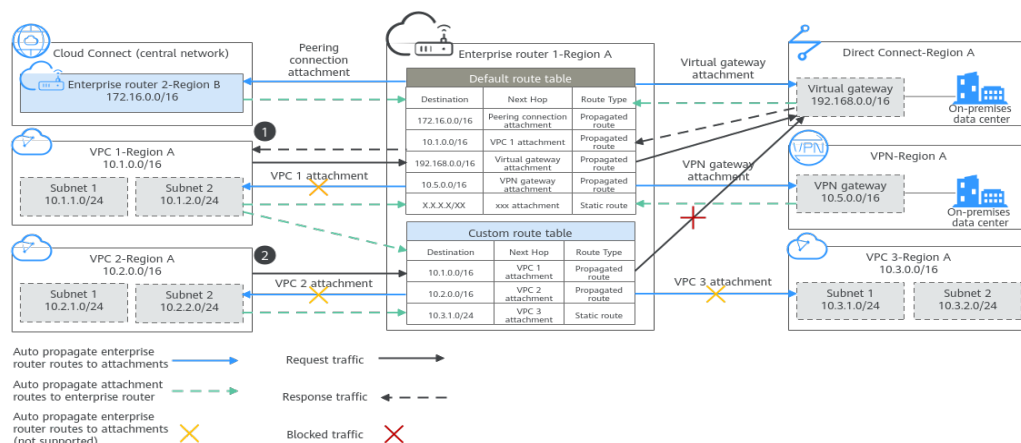 Cloud Connect (central network)
Enterprise router 2-Region B
172.16.0.0/16
Peering
connection
attachment
Enterprise router 1-Region A
Default route table
Destination Next Hop Route Type
172.16.0.0/16 Peering connection attachment Propagated route
10.1.0.0/16 VPC 1 attachment Propagated route
192.168.0.0/16 Virtual gateway attachment Propagated route
10.5.0.0/16 VPN gateway attachment Propagated route
X.X.X.X/XX xxx attachment Static route
Custom route table
Destination Next Hop Route Type
10.1.0.0/16 VPC 1 attachment Propagated route
10.2.0.0/16 VPC 2 attachment Propagated route
10.3.1.0/24 VPC 3 attachment Static route
Virtual gateway
attachment
Direct Connect-Region A
Virtual gateway
192.168.0.0/16
On-premises
data center
1
VPC 1-Region A
10.1.0.0/16
Subnet 1
10.1.1.0/24
Subnet 2
10.1.2.0/24
VPC 1 attachment
VPN gateway
attachment
VPN
VPN-Region A
VPN gateway
10.5.0.0/16
On-premises
data center
2
VPC 2-Region A
10.2.0.0/16
Subnet 1
10.2.1.0/24
Subnet 2
10.2.2.0/24
VPC 2 attachment
VPC 3 attachment
VPC 3-Region A
10.3.0.0/16
Subnet 1
10.3.1.0/24
Subnet 2
10.3.2.0/24
Auto propagate enterprise
router routes to attachments
Request traffic
Auto propagate attachment
routes to enterprise router
Response traffic
Auto propagate enterprise
router routes to attachments
(not supported)
Blocked traffic